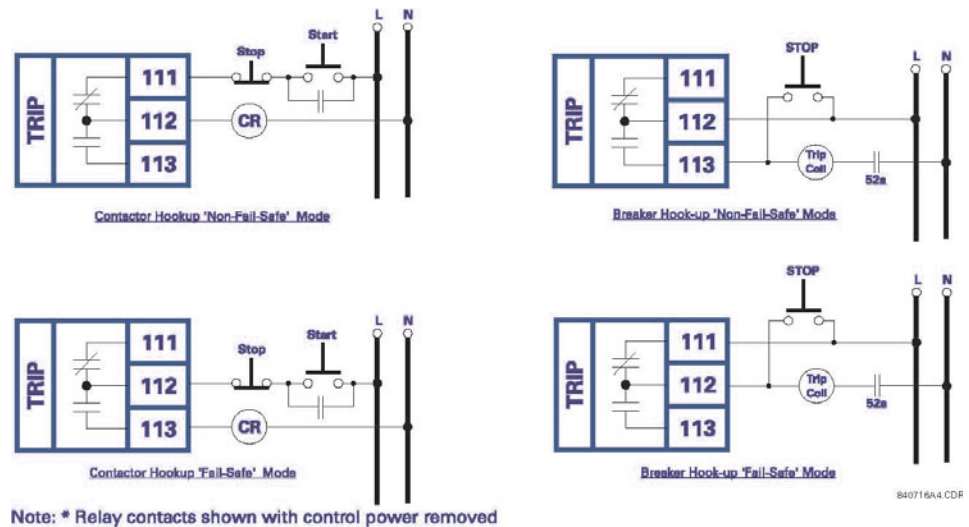 L N
Stop Start
TRIP
111
112
113
CR
Contactor Hookup 'Non-Fail-Safe' Mode
STOP
L N
TRIP
111
112
113
Trip
Coil
52a
Breaker Hook-up 'Non-Fail-Safe' Mode
L N
Stop Start
TRIP
111
112
113
CR
Contactor Hookup 'Fail-Safe' Mode
STOP
L N
TRIP
111
112
113
Trip
Coil
52a
Breaker Hook-up 'Fail-Safe' Mode
840716A4.CDR
Note: * Relay contacts shown with control power removed